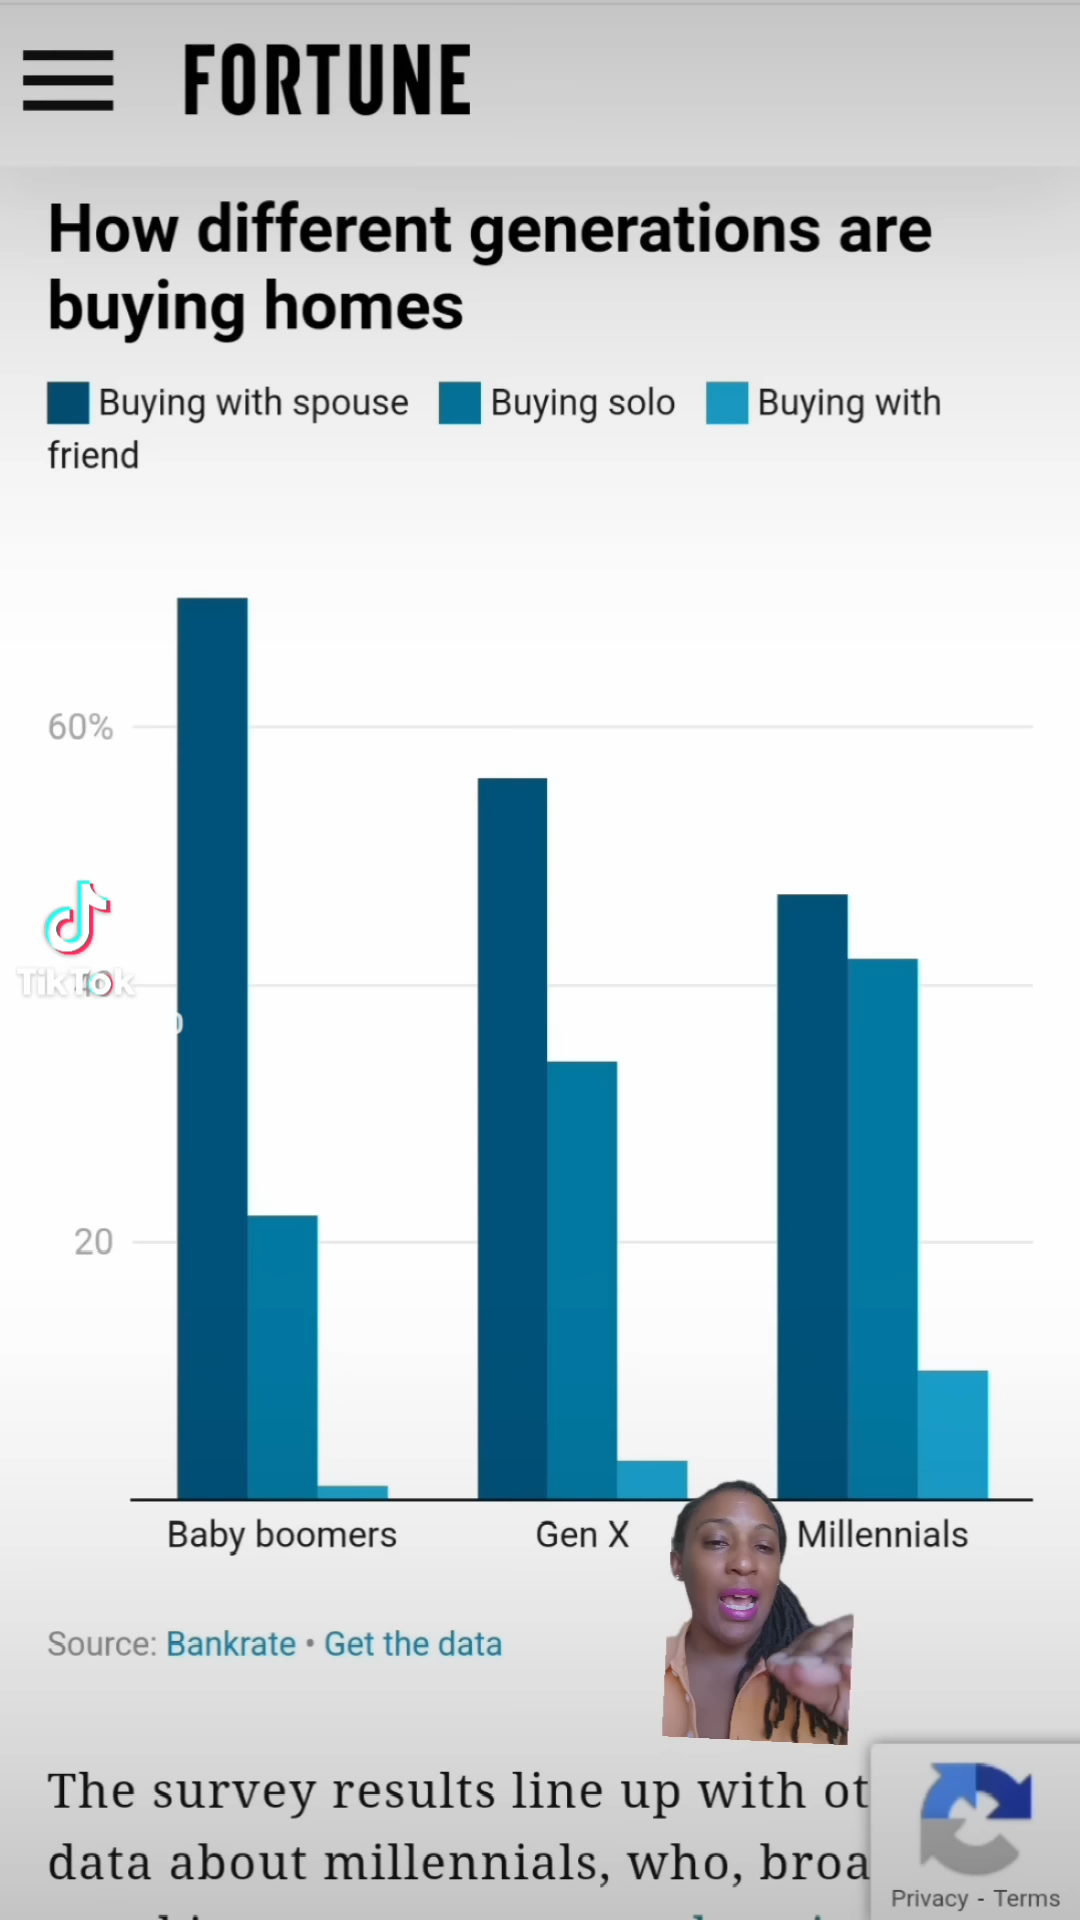 FORTUNE
How different generations are
buying homes
Buying with spouse Buying solo Buying with
friend
60%
TikTok
20
Baby boomers Gen X Millennials
Source: Bankrate • Get the data
The survey results line up with
data about millennials, who,
Privacy - Terms